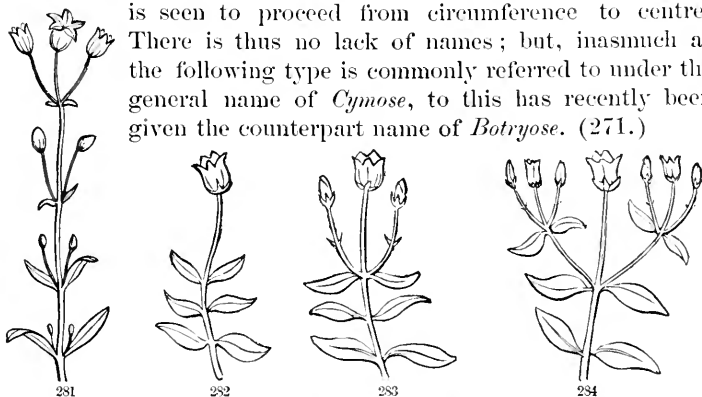 is seen to proceed from circumference to centre
There is thus no lack of names; but, inasmuch a
the following type is commonly referred to under th
general name of Cymose, to this has recently bee
given the counterpart name of Botryose. (271.)
281 282 283 284